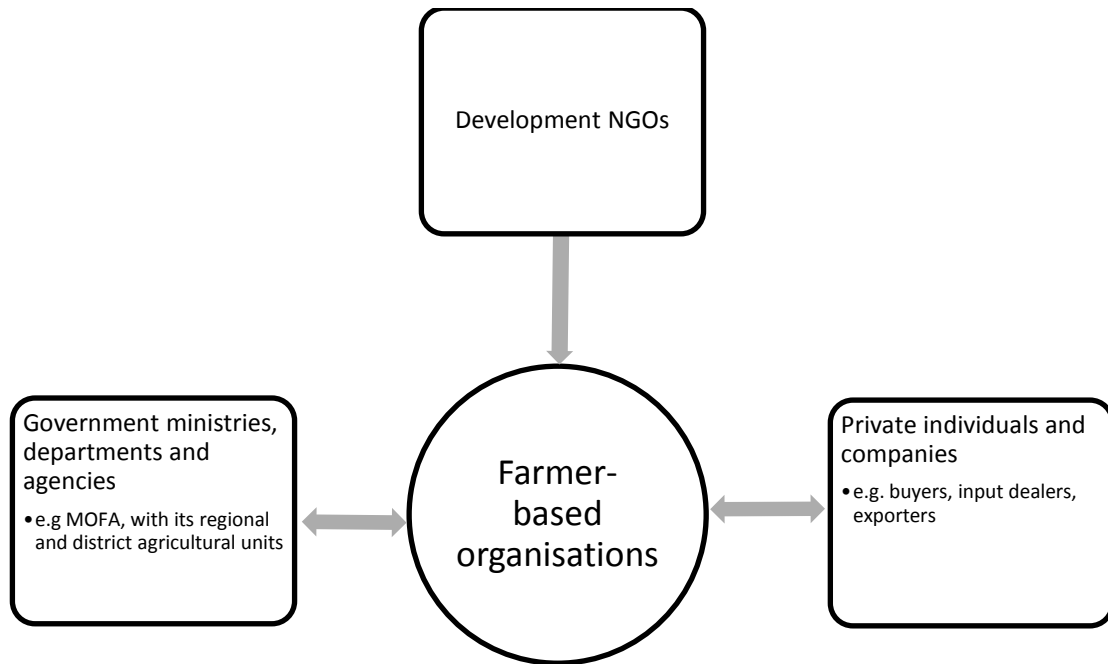 Development NGOs
Government ministries,
departments and
agencies
•e.g MOFA, with its regional
and district agricultural units
Farmer-
based
organisations
Private individuals and
companies
•e.g. buyers, input dealers,
exporters